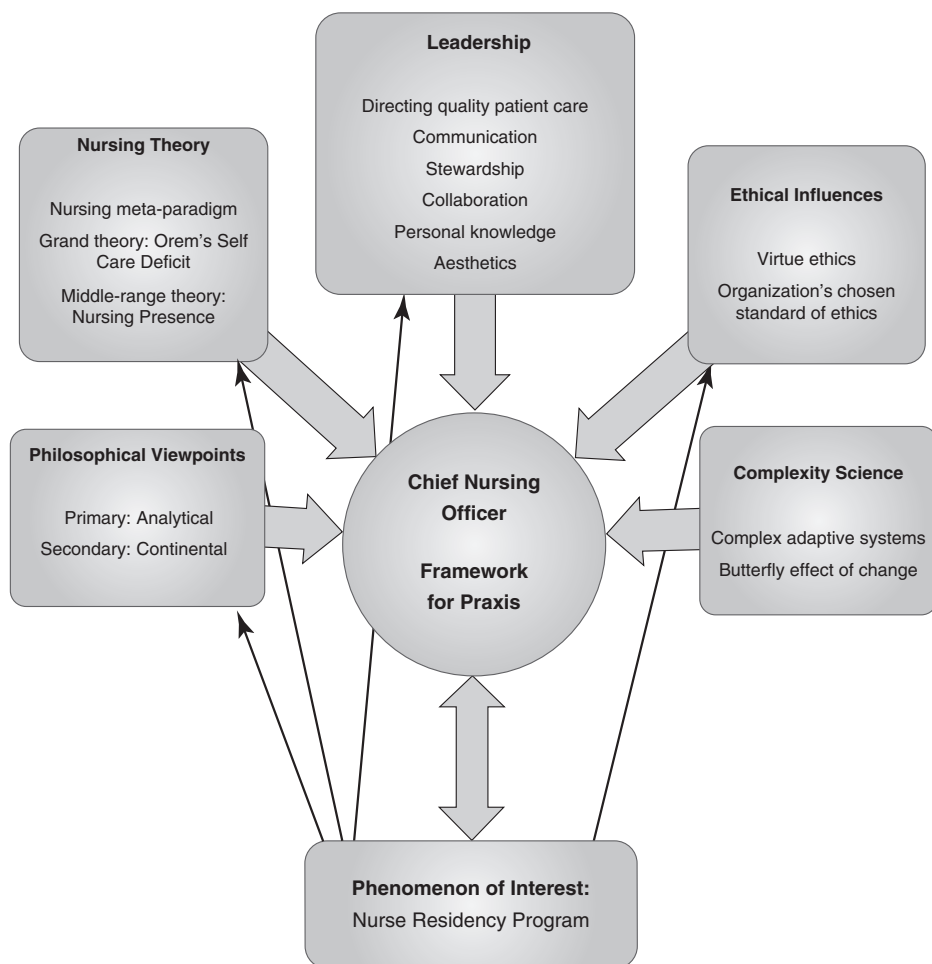 Leadership
Directing quality patient care
Communication
Stewardship
Collaboration
Personal knowledge
Aesthetics
Nursing Theory
Nursing meta-paradigm
Grand theory: Orem's Self
Care Deficit
Middle-range theory:
Nursing Presence
Ethical Influences
Virtue ethics
Organization's chosen
standard of ethics
Philosophical Viewpoints
Primary: Analytical
Secondary: Continental
Chief Nursing
Officer
Framework
for Praxis
Complexity Science
Complex adaptive systems
Butterfly effect of change
Phenomenon of Interest:
Nurse Residency Program